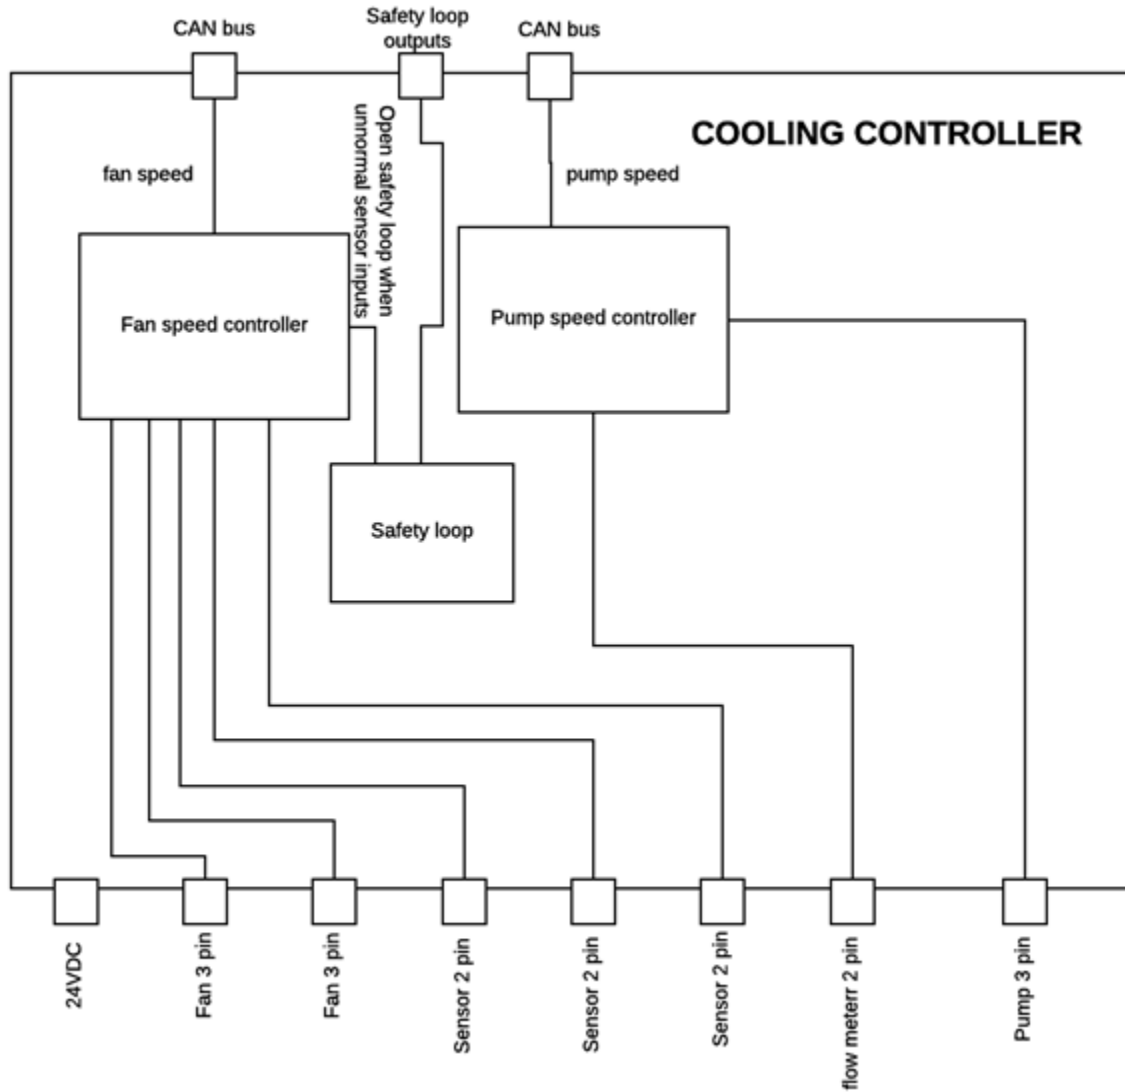 CAN bus
Safety loop
outputs
CAN bus
COOLING CONTROLLER
fan speed
Open safety loop when
unnormal sensor inputs
pump speed
Fan speed controller
Pump speed controller
Safety loop
24VDC
Fan 3 pin
Fan 3 pin
Sensor 2 pin
Sensor 2 pin
Sensor 2 pin
flow meterr 2 pin
Pump 3 pin